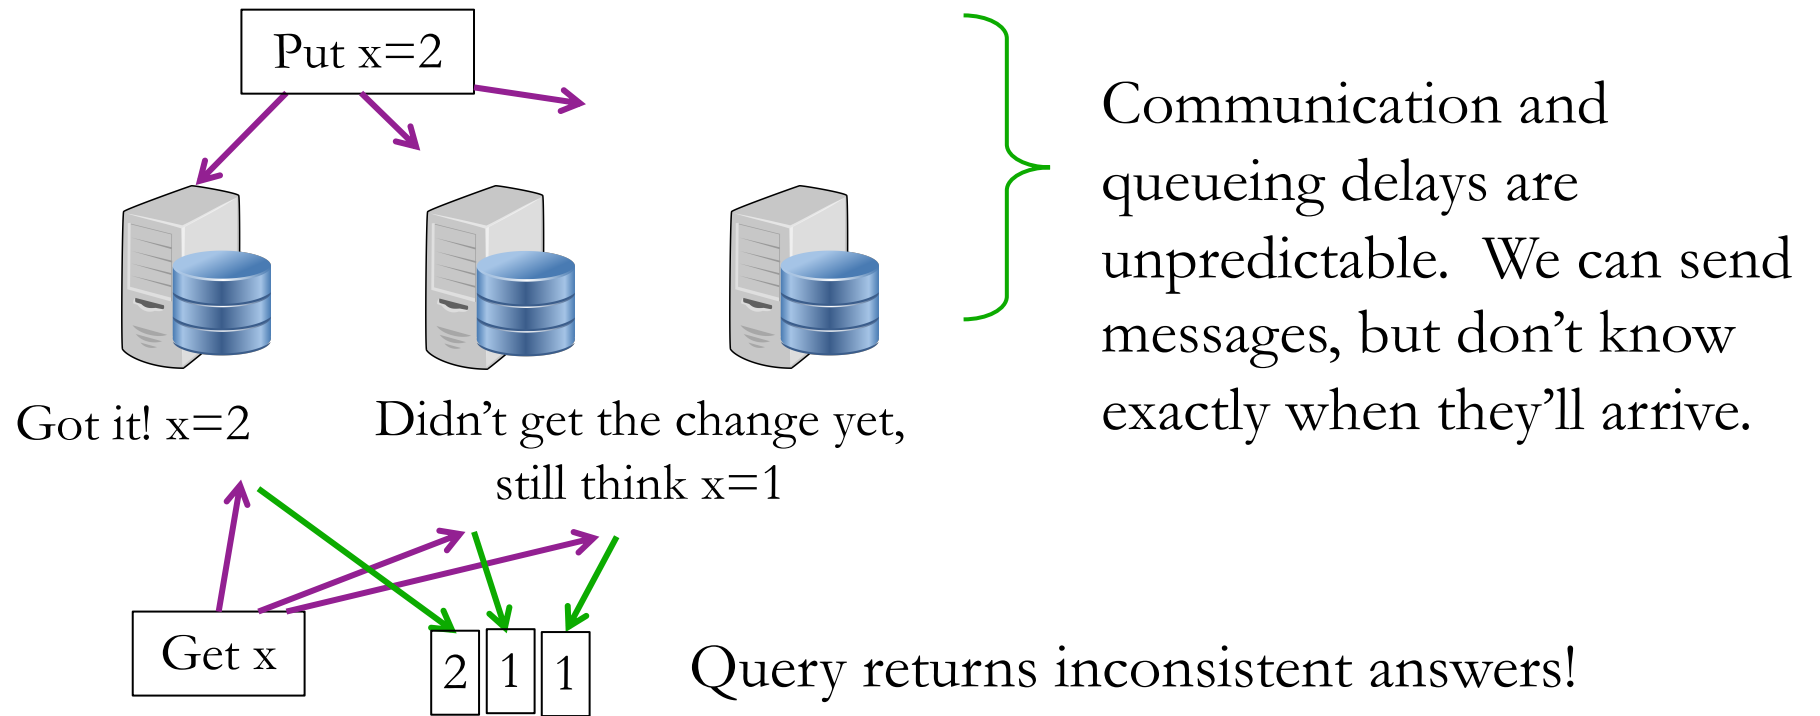 Put x=2
Communication and
queueing delays are
unpredictable.  We can send
messages, but don’t know
exactly when they’ll arrive.
Got it! x=2
Didn’t get the change yet,
still think x=1
Get x
2
1
1
Query returns inconsistent answers!